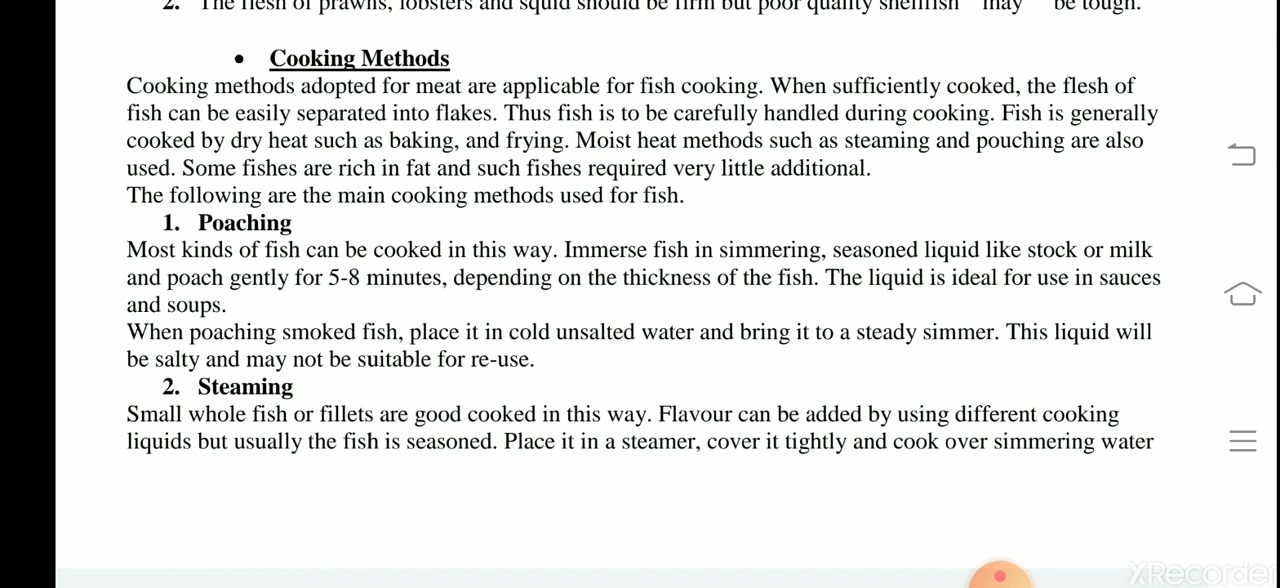 2. The flesh of prawns, lobsters and squid should be firm but poor quality shellfish may be tough.
• Cooking Methods
Cooking methods adopted for meat are applicable for fish cooking. When sufficiently cooked, the flesh of
fish can be easily separated into flakes. Thus fish is to be carefully handled during cooking. Fish is generally
cooked by dry heat such as baking, and frying. Moist heat methods such as steaming and pouching are also
used. Some fishes are rich in fat and such fishes required very little additional.
The following are the main cooking methods used for fish.
1. Poaching
Most kinds of fish can be cooked in this way. Immerse fish in simmering, seasoned liquid like stock or milk
and poach gently for 5-8 minutes, depending on the thickness of the fish. The liquid is ideal for use in sauces
and soups.
When poaching smoked fish, place it in cold unsalted water and bring it to a steady simmer. This liquid will
be salty and may not be suitable for re-use.
2. Steaming
Small whole fish or fillets are good cooked in this way. Flavour can be added by using different cooking
liquids but usually the fish is seasoned. Place it in a steamer, cover it tightly and cook over simmering water
XRecorder